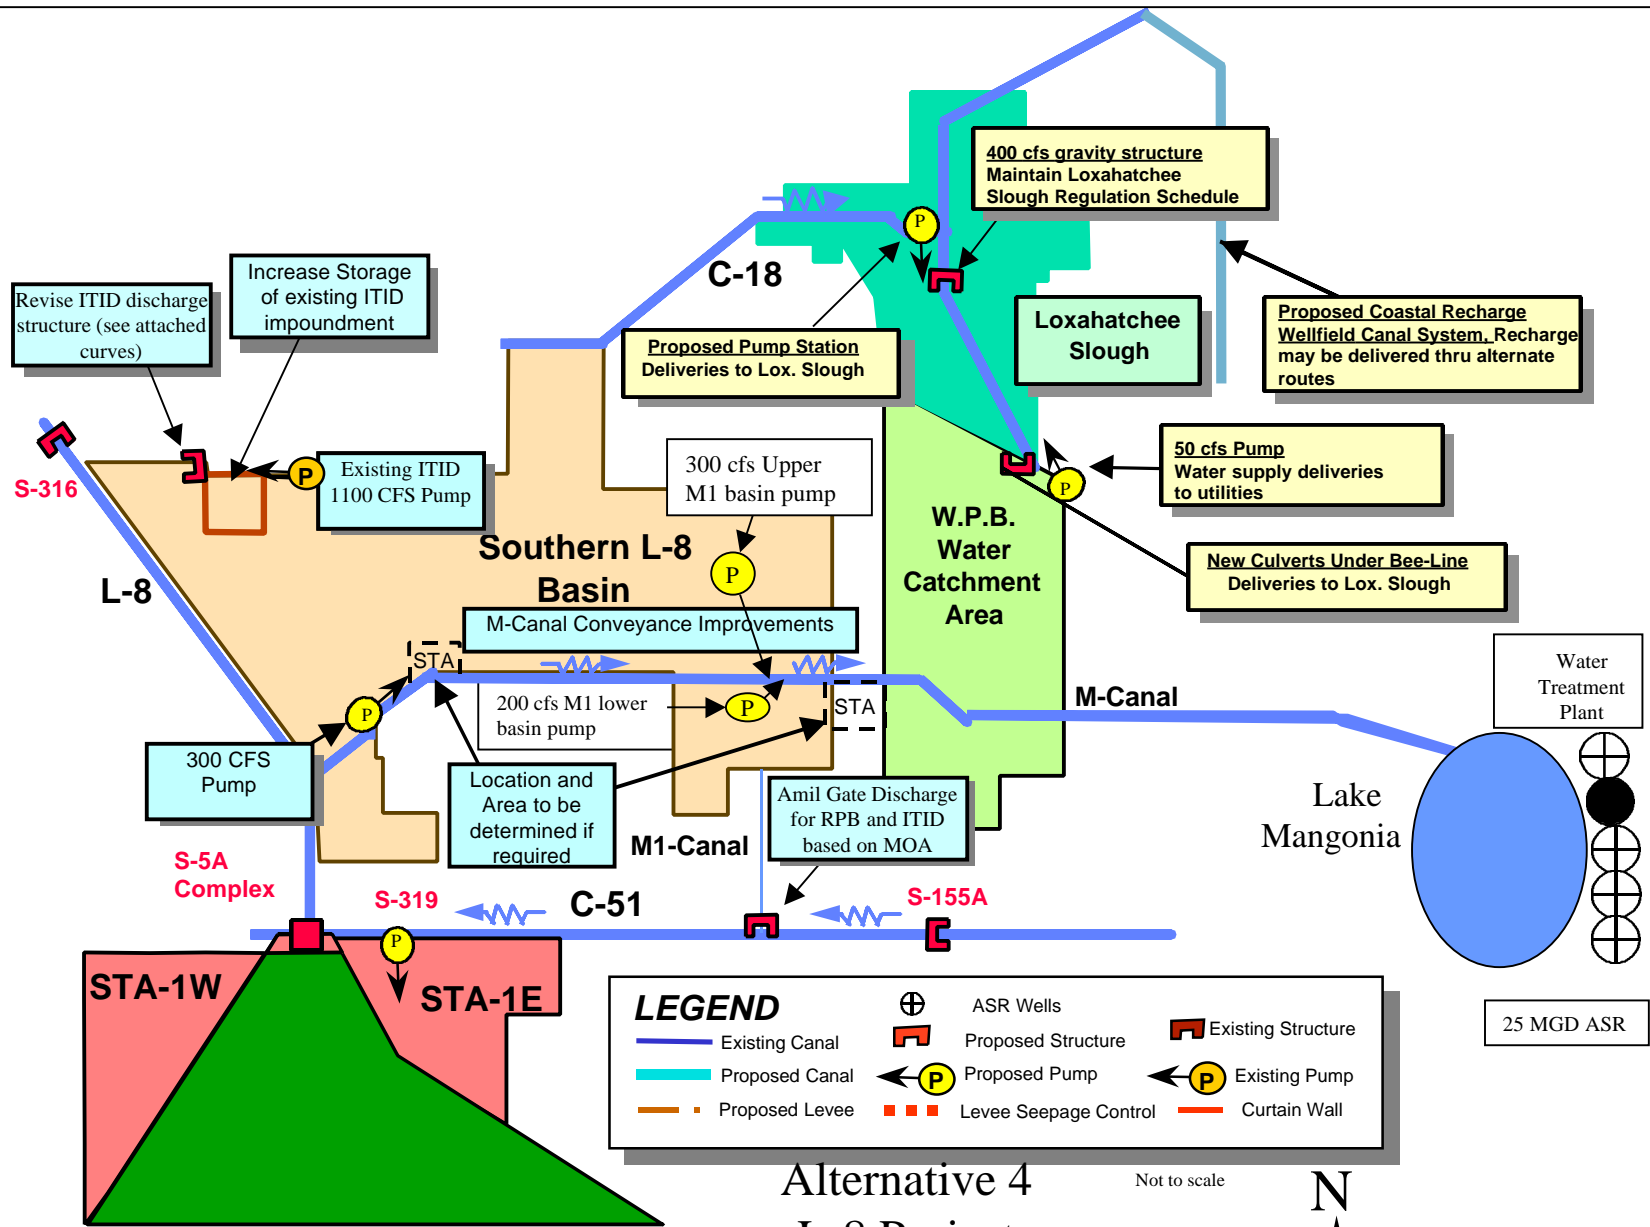 400 cfs gravity structure
Maintain Loxahatchee
Slough Regulation Schedule
P
C-18
Increase Storage
of existing ITID
impoundment
Revise ITID discharge
structure (see attached
curves)
Loxahatchee
Slough
Proposed Coastal Recharge
Wellfield Canal System, Recharge
may be delivered thru alternate
routes
Proposed Pump Station
Deliveries to Lox. Slough
S-316
P
Existing ITID
1100 CFS Pump
300 cfs Upper
M1 basin pump
50 cfs Pump
Water supply deliveries
to utilities
P
W.P.B.
Water
Catchment
Area
Southern L-8
Basin
P
New Culverts Under Bee-Line
Deliveries to Lox. Slough
L-8
M-Canal Conveyance Improvements
STA
Water
Treatment
Plant
200 cfs M1 lower
basin pump
P
STA
M-Canal
P
300 CFS
Pump
Location and
Area to be
determined if
required
Amil Gate Discharge
for RPB and ITID
based on MOA
Lake
Mangonia
M1-Canal
S-5A
Complex
S-319
C-51
S-155A
P
STA-1W
STA-1E
LEGEND
ASR Wells
Existing Canal
Proposed Structure
Existing Structure
Proposed Canal
P
Proposed Pump
P
Existing Pump
Proposed Levee
Levee Seepage Control
Curtain Wall
25 MGD ASR
Alternative 4
Not to scale
N